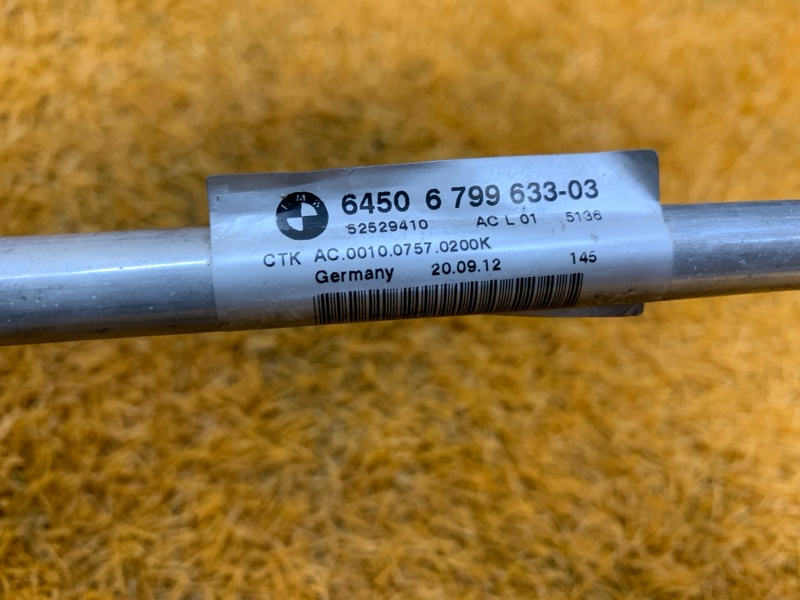 BMW
6450 6 799 633-03
52529410 AC L 01 5136
CTK AC.0010.0757.0200K
Germany 20.09.12 145